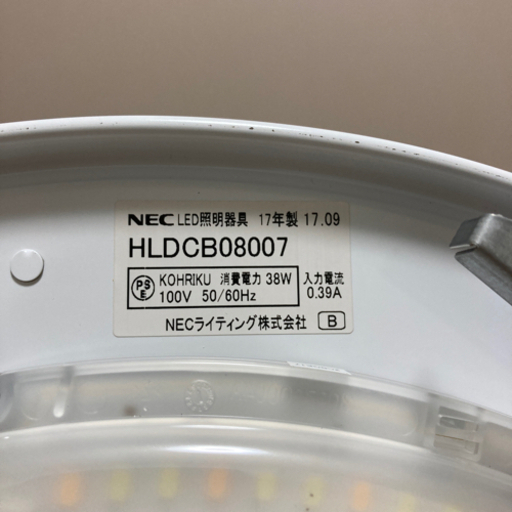 NEC LED照明器具 17年製 17.09
HLDCB08007
PSE KOHRIKU 消費電力 38W 入力電流
100V 50/60Hz 0.39A
NECライティング株式会社 B